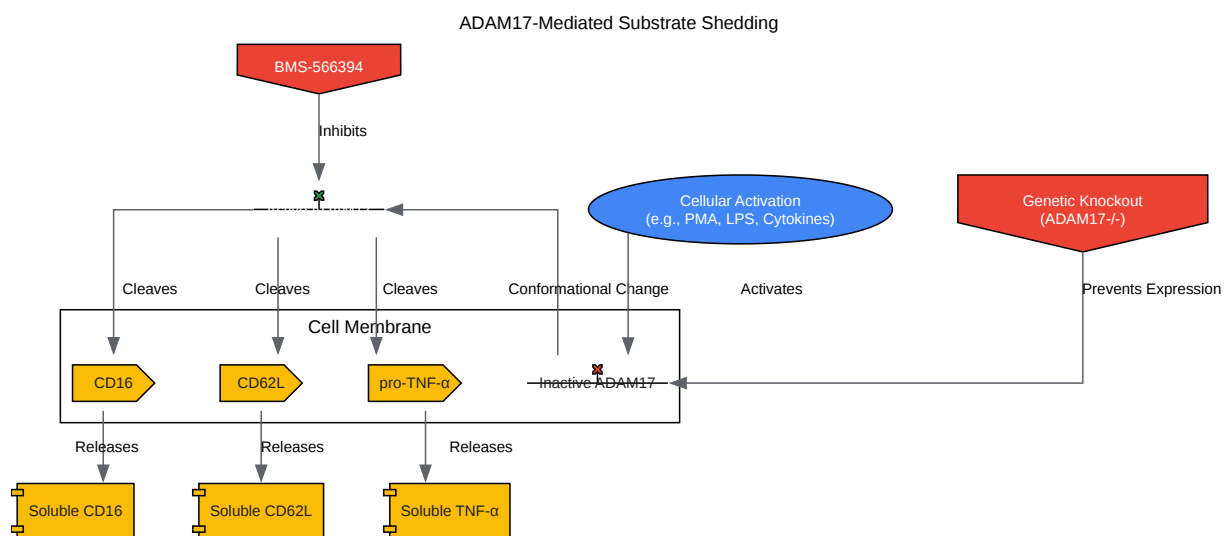 ADAM17-Mediated Substrate Shedding
BMS-566394
Inhibits
Cellular Activation
(e.g., PMA, LPS, Cytokines)
Genetic Knockout
(ADAM17-/-)
Cleaves
Cleaves
Cleaves
Conformational Change
Activates
Prevents Expression
Cell Membrane
CD16
CD62L
pro-TNF-α
Inactive ADAM17
Releases
Releases
Releases
Soluble CD16
Soluble CD62L
Soluble TNF-α